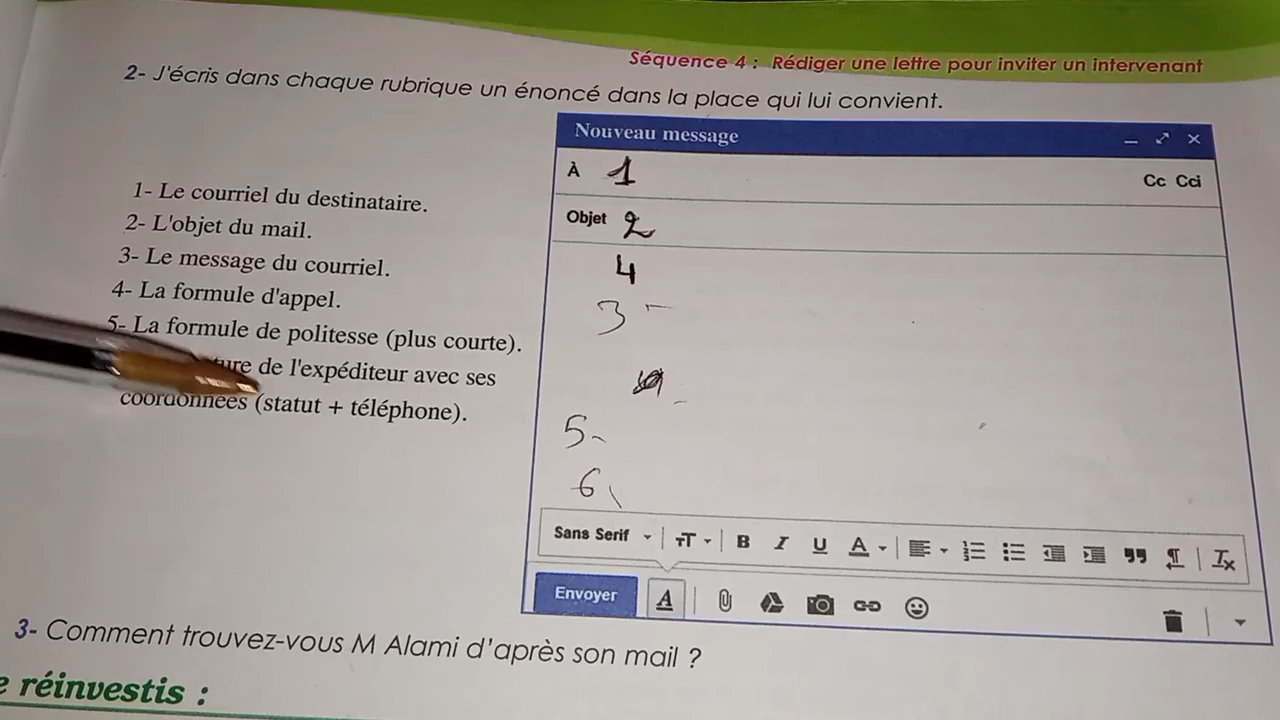 Séquence 4 : Rédiger une lettre pour inviter un intervenant
2- J'écris dans chaque rubrique un énoncé dans la place qui lui convient.
1- Le courriel du destinataire.
2- L'objet du mail.
3- Le message du courriel.
4- La formule d'appel.
5- La formule de politesse (plus courte).
de l'expéditeur avec ses
coordonnées (statut + téléphone).
Nouveau message
À 1
Cc Cci
Objet 2
4
3 -
5-
6
Sans Serif
B I U A
Envoyer A
3- Comment trouvez-vous M Alami d'après son mail ?
réinvestis :